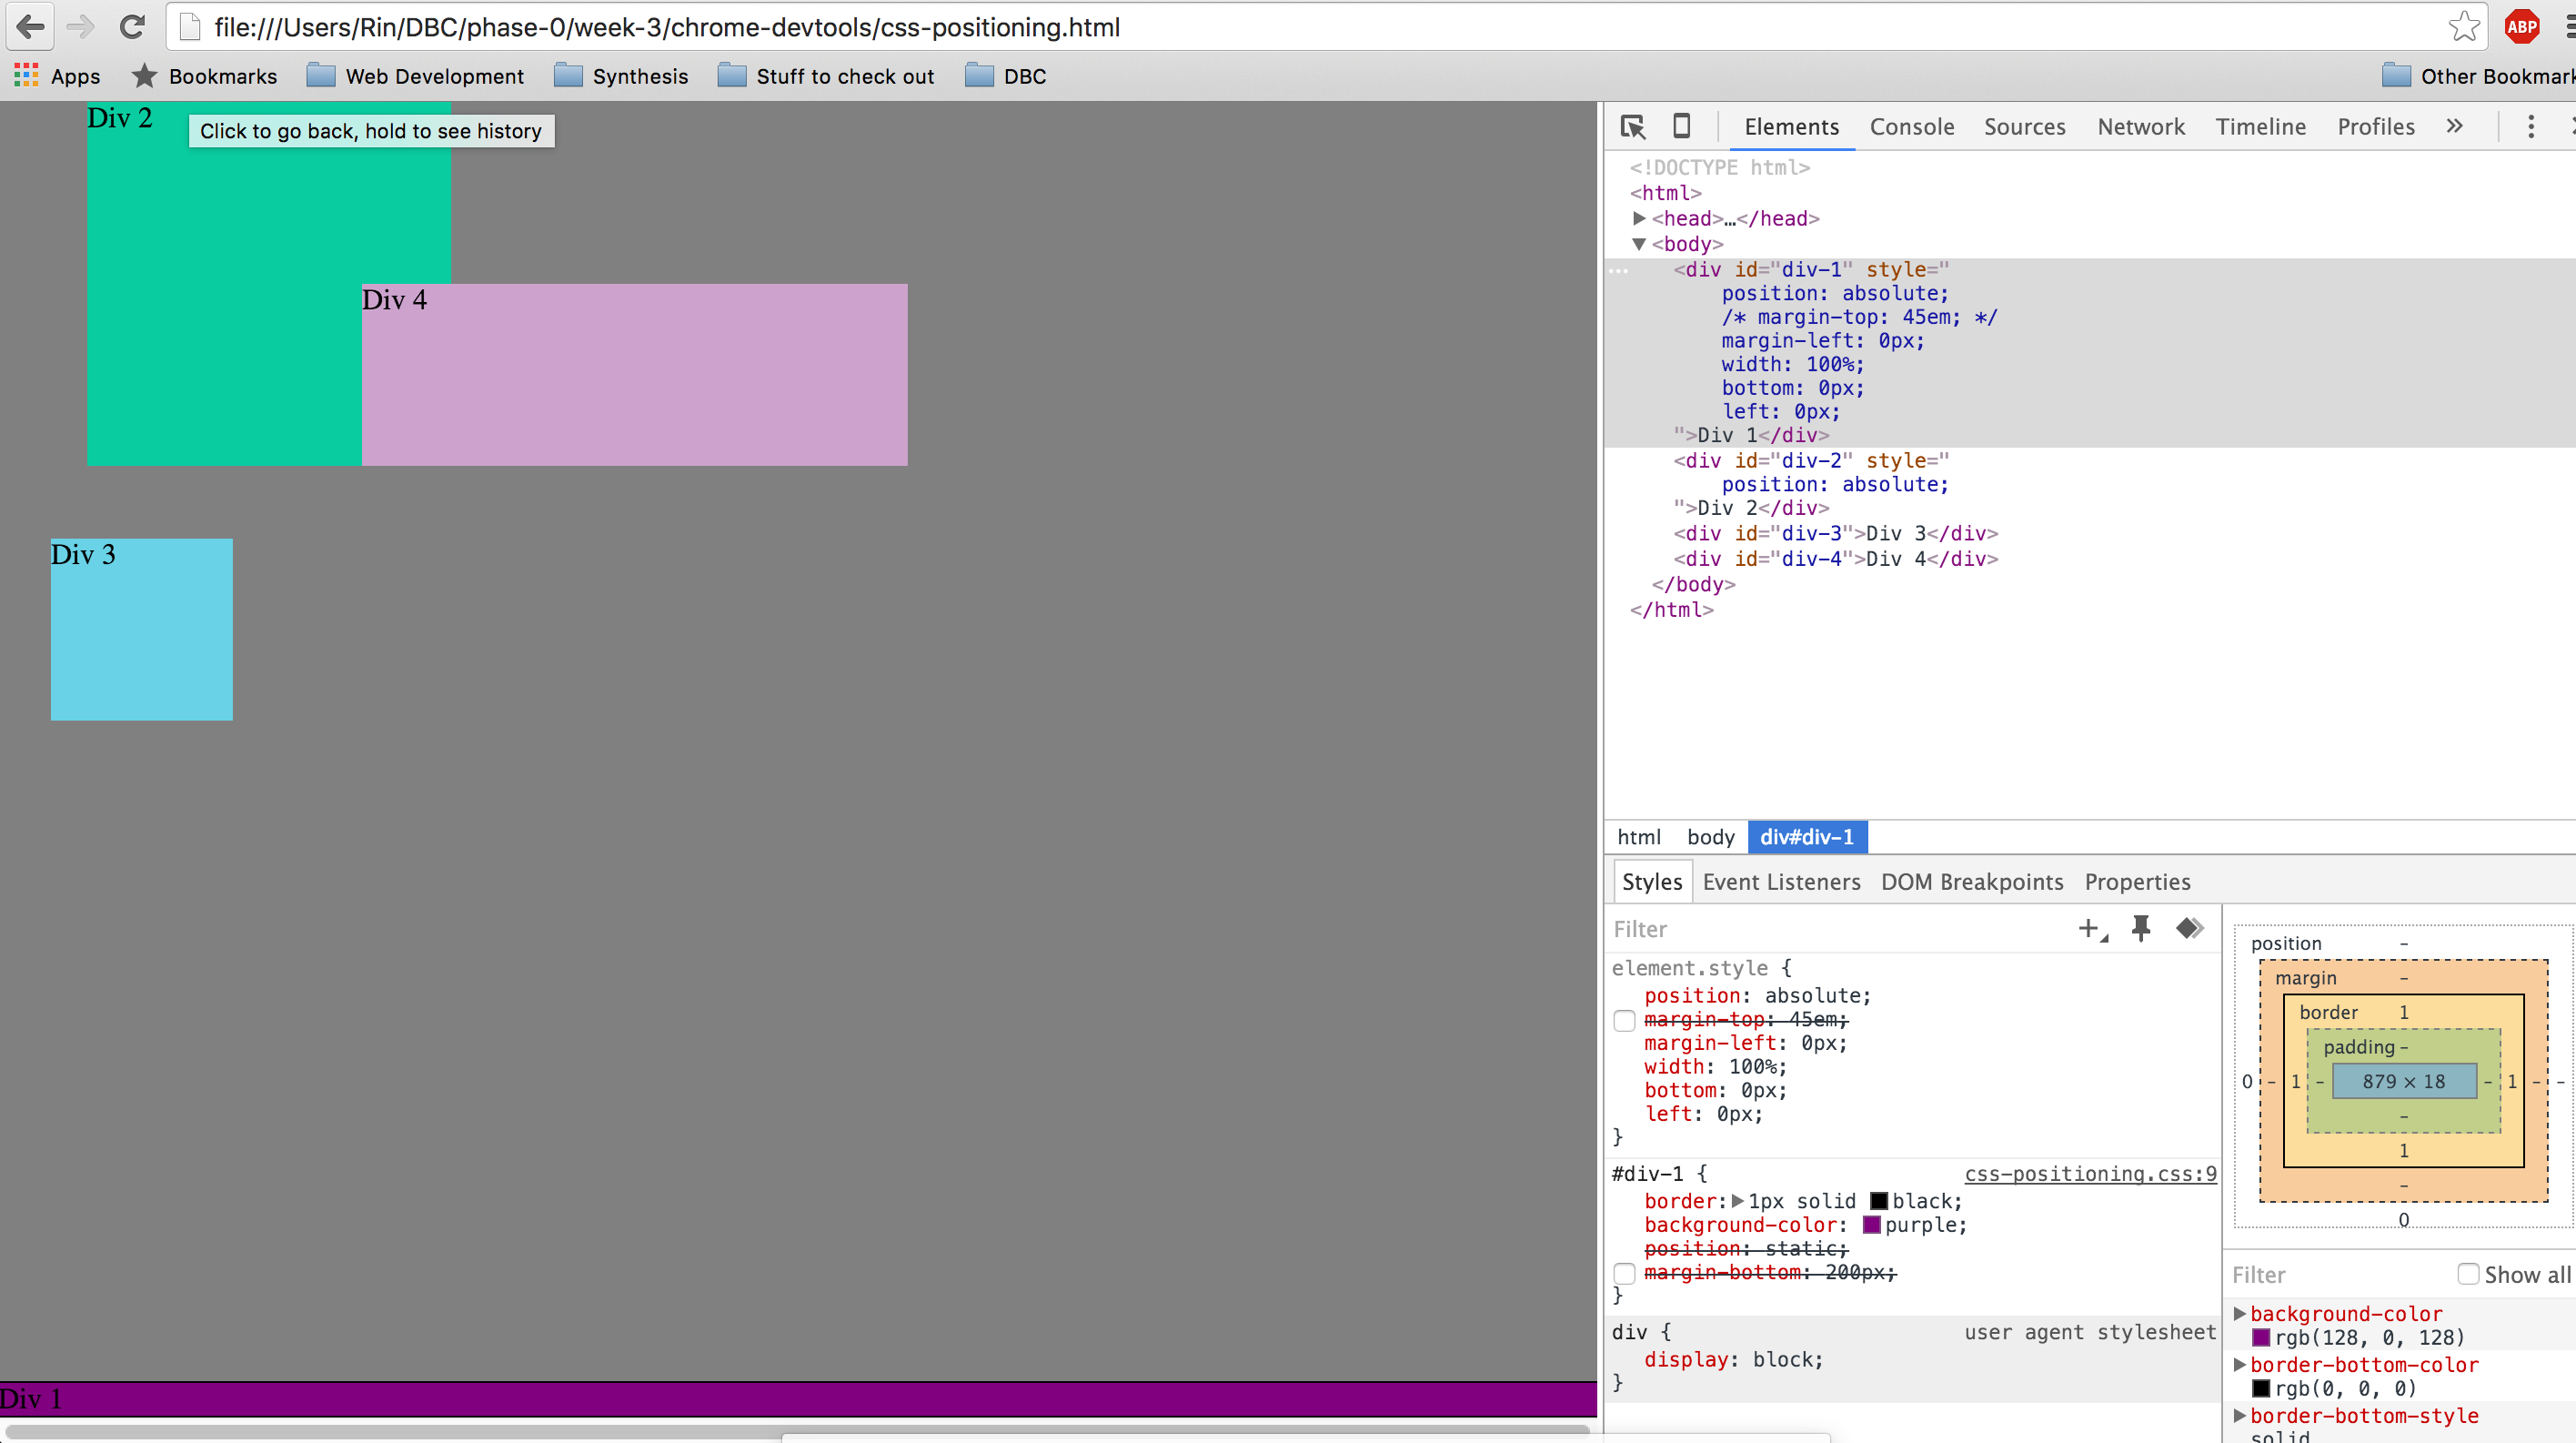 file:///Users/Rin/DBC/phase-0/week-3/chrome-devtools/css-positioning.html
ABP
Apps Bookmarks Web Development Synthesis Stuff to check out DBC Other Bookmark
Div 2
Click to go back, hold to see history
Div 4
Div 3
Div 1
Elements Console Sources Network Timeline Profiles »
<!DOCTYPE html>
<html>
<head>…</head>
<body>
<div id="div-1" style="
position: absolute;
/* margin-top: 45em; */
margin-left: 0px;
width: 100%;
bottom: 0px;
left: 0px;
">Div 1</div>
<div id="div-2" style="
position: absolute;
">Div 2</div>
<div id="div-3">Div 3</div>
<div id="div-4">Div 4</div>
</body>
</html>
html body div#div-1
Styles Event Listeners DOM Breakpoints Properties
Filter
element.style {
position: absolute;
margin-top: 45em;
margin-left: 0px;
width: 100%;
bottom: 0px;
left: 0px;
}
#div-1 { css-positioning.css:9
border: 1px solid black;
background-color: purple;
position: static;
margin-bottom: 200px;
}
div { user agent stylesheet
display: block;
}
position -
margin -
border 1
padding -
0 - 1 - 879 × 18 - 1 - -
-
1
-
0
Filter Show all
background-color
rgb(128, 0, 128)
border-bottom-color
rgb(0, 0, 0)
border-bottom-style
solid